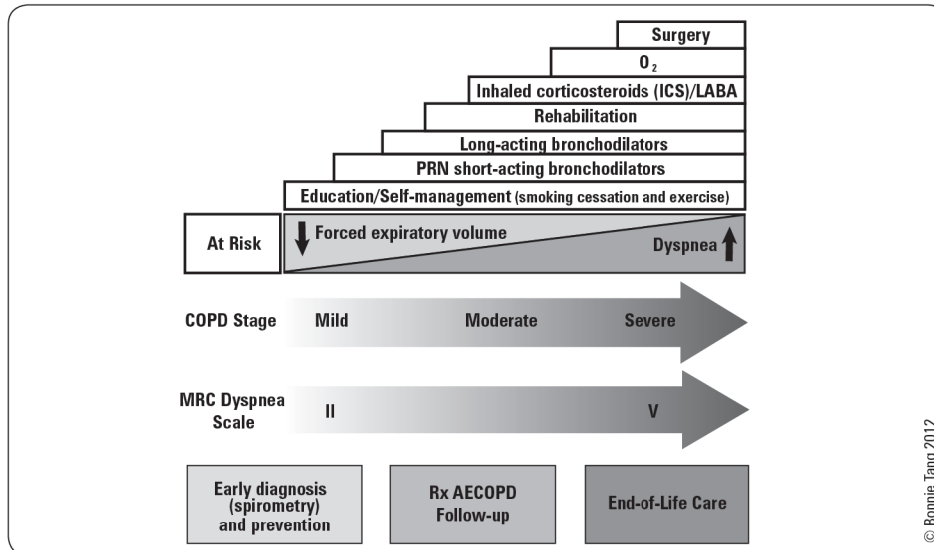 Surgery
O₂
Inhaled corticosteroids (ICS)/LABA
Rehabilitation
Long-acting bronchodilators
PRN short-acting bronchodilators
Education/Self-management (smoking cessation and exercise)
At Risk
Forced expiratory volume
Dyspnea
COPD Stage
Mild
Moderate
Severe
MRC Dyspnea
Scale
II
V
Early diagnosis
(spirometry)
and prevention
Rx AECOPD
Follow-up
End-of-Life Care
© Ronnie Tang 2012